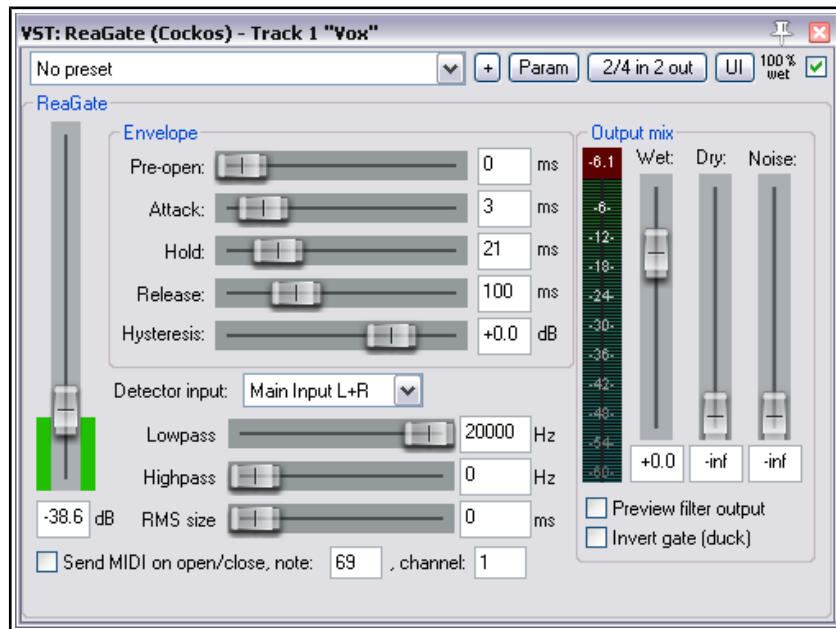 VST: ReaGate (Cockos) - Track 1 "Vox"
No preset + Param 2/4 in 2 out UI 100% wet
ReaGate
Envelope
Pre-open: 0 ms
Attack: 3 ms
Hold: 21 ms
Release: 100 ms
Hysteresis: +0.0 dB
Detector input: Main Input L+R
Lowpass 20000 Hz
Highpass 0 Hz
-38.6 dB RMS size 0 ms
Send MIDI on open/close, note: 69 , channel: 1
Output mix
-6.1 Wet: Dry: Noise:
-6-
-12-
-18-
-24-
-30-
-36-
-42-
-48-
-54-
-60-
+0.0 -inf -inf
Preview filter output
Invert gate (duck)